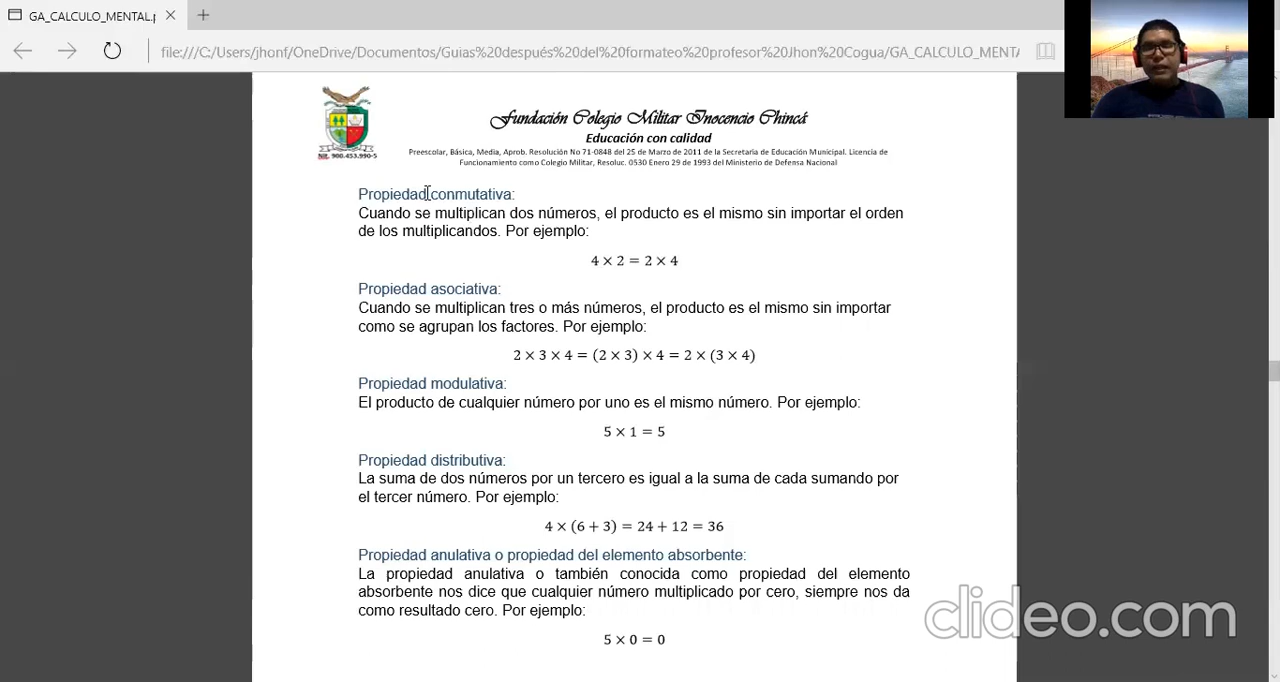 GA_CALCULO_MENTAL.p
file:///C:/Users/jhonf/OneDrive/Documentos/Guias%20después%20del%20formateo%20profesor%20Jhon%20Cogua/GA_CALCULO_MENTA
Fundación Colegio Militar Inocencio Chincá
Educación con calidad
Preescolar, Básica, Media, Aprob. Resolución No 71-0848 del 25 de Marzo de 2011 de la Secretaria de Educación Municipal. Licencia de
Funcionamiento como Colegio Militar, Resoluc. 0530 Enero 29 de 1993 del Ministerio de Defensa Nacional
Nit. 900.453.990-5
Propiedad conmutativa:
Cuando se multiplican dos números, el producto es el mismo sin importar el orden
de los multiplicandos. Por ejemplo:
4 × 2 = 2 × 4
Propiedad asociativa:
Cuando se multiplican tres o más números, el producto es el mismo sin importar
como se agrupan los factores. Por ejemplo:
2 × 3 × 4 = (2 × 3) × 4 = 2 × (3 × 4)
Propiedad modulativa:
El producto de cualquier número por uno es el mismo número. Por ejemplo:
5 × 1 = 5
Propiedad distributiva:
La suma de dos números por un tercero es igual a la suma de cada sumando por
el tercer número. Por ejemplo:
4 × (6 + 3) = 24 + 12 = 36
Propiedad anulativa o propiedad del elemento absorbente:
La propiedad anulativa o también conocida como propiedad del elemento
absorbente nos dice que cualquier número multiplicado por cero, siempre nos da
como resultado cero. Por ejemplo:
5 × 0 = 0
clideo.com